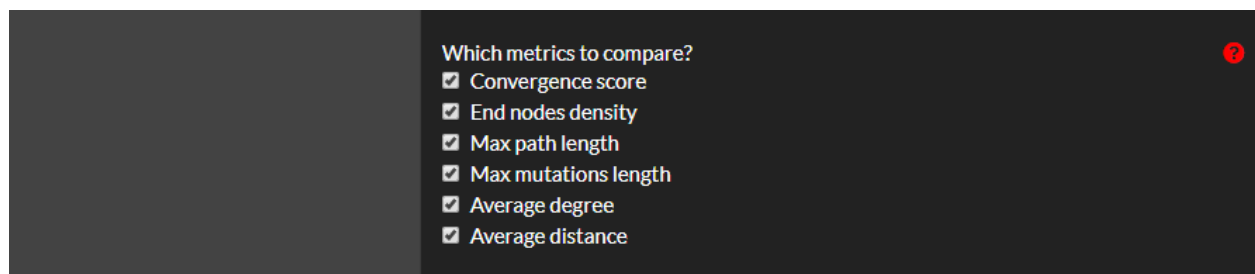 Which metrics to compare?
?
Convergence score
End nodes density
Max path length
Max mutations length
Average degree
Average distance